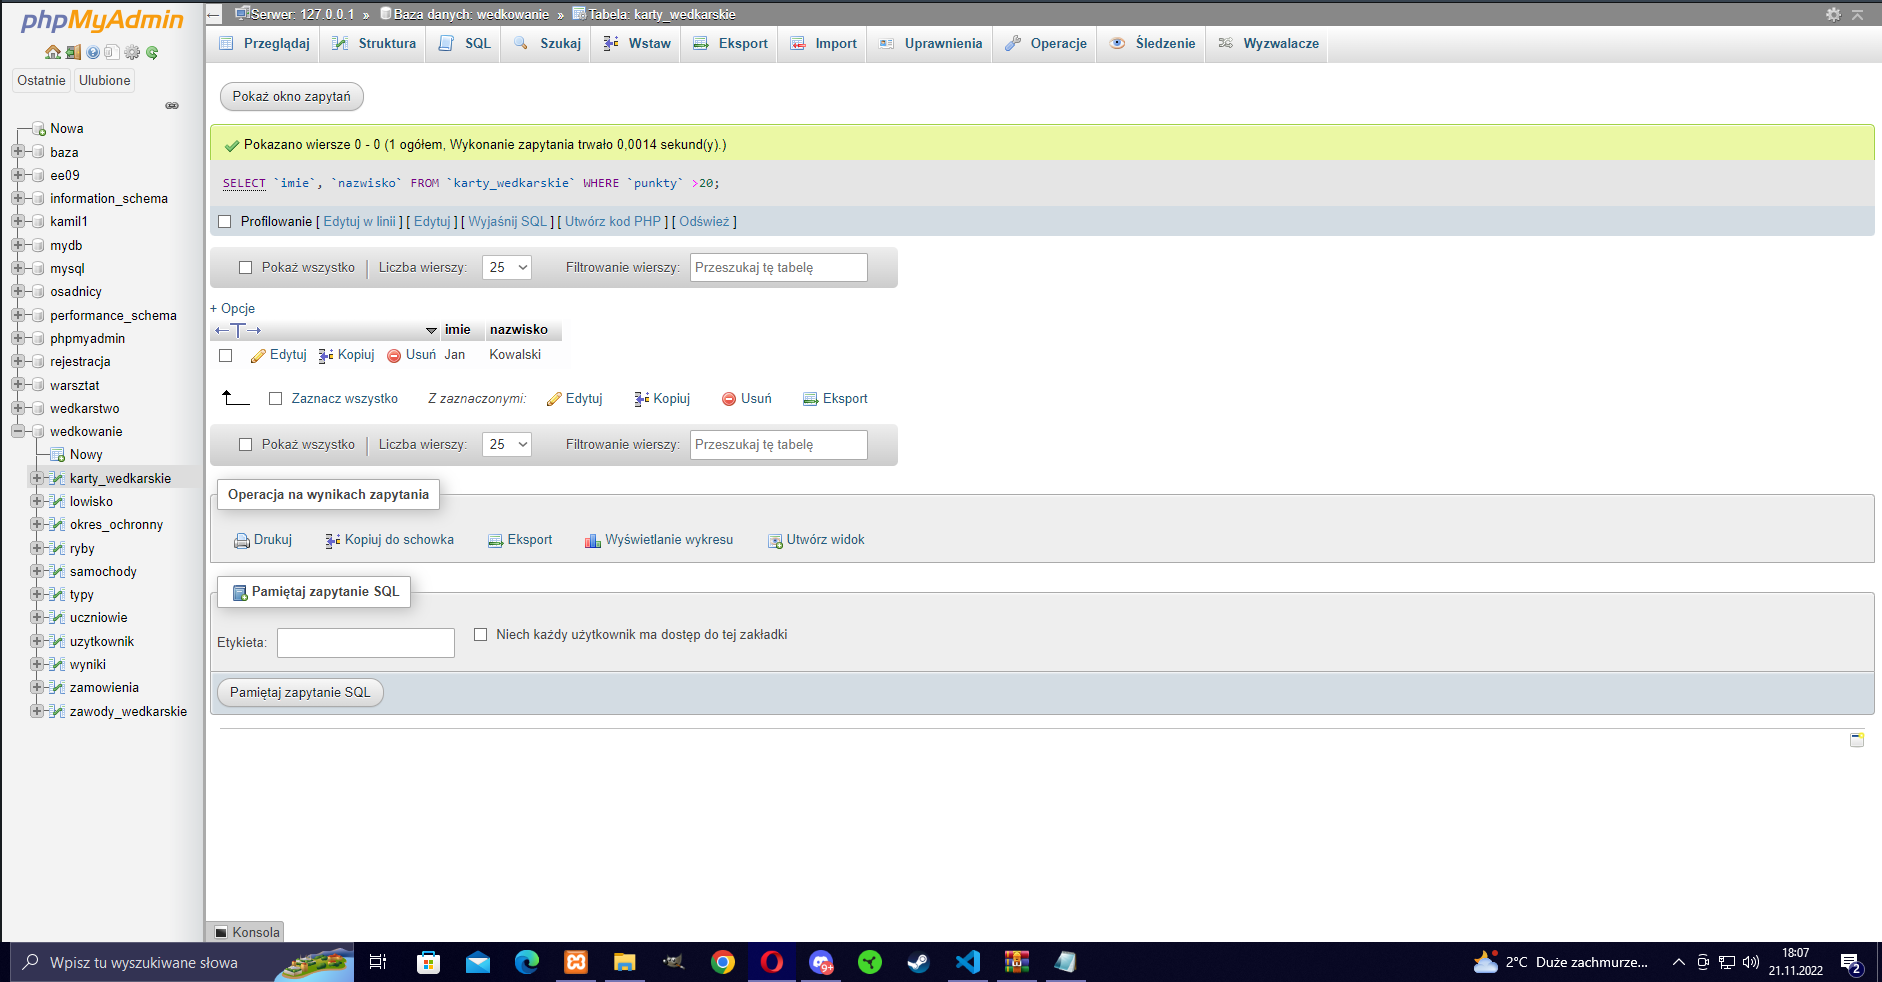 phpMyAdmin
Ostatnie Ulubione
Nowa
baza
ee09
information_schema
kamil1
mydb
mysql
osadnicy
performance_schema
phpmyadmin
rejestracja
warsztat
wedkarstwo
wedkowanie
Nowy
karty_wedkarskie
lowisko
okres_ochronny
ryby
samochody
typy
uczniowie
uzytkownik
wyniki
zamowienia
zawody_wedkarskie
Serwer: 127.0.0.1 » Baza danych: wedkowanie » Tabela: karty_wedkarskie
Przeglądaj Struktura SQL Szukaj Wstaw Eksport Import Uprawnienia Operacje Śledzenie Wyzwalacze
Pokaż okno zapytań
Pokazano wiersze 0 - 0 (1 ogółem, Wykonanie zapytania trwało 0,0014 sekund(y).)
SELECT `imie`, `nazwisko` FROM `karty_wedkarskie` WHERE `punkty` >20;
Profilowanie [ Edytuj w linii ] [ Edytuj ] [ Wyjaśnij SQL ] [ Utwórz kod PHP ] [ Odśwież ]
Pokaż wszystko | Liczba wierszy: 25 Filtrowanie wierszy: Przeszukaj tę tabelę
+ Opcje
←T→ imie nazwisko
Edytuj Kopiuj Usuń Jan Kowalski
Zaznacz wszystko Z zaznaczonymi: Edytuj Kopiuj Usuń Eksport
Pokaż wszystko | Liczba wierszy: 25 Filtrowanie wierszy: Przeszukaj tę tabelę
Operacja na wynikach zapytania
Drukuj Kopiuj do schowka Eksport Wyświetlanie wykresu Utwórz widok
Pamiętaj zapytanie SQL
Etykieta: Niech każdy użytkownik ma dostęp do tej zakładki
Pamiętaj zapytanie SQL
Konsola
Wpisz tu wyszukiwane słowa
9+
2°C Duże zachmurze...
18:07
21.11.2022
2